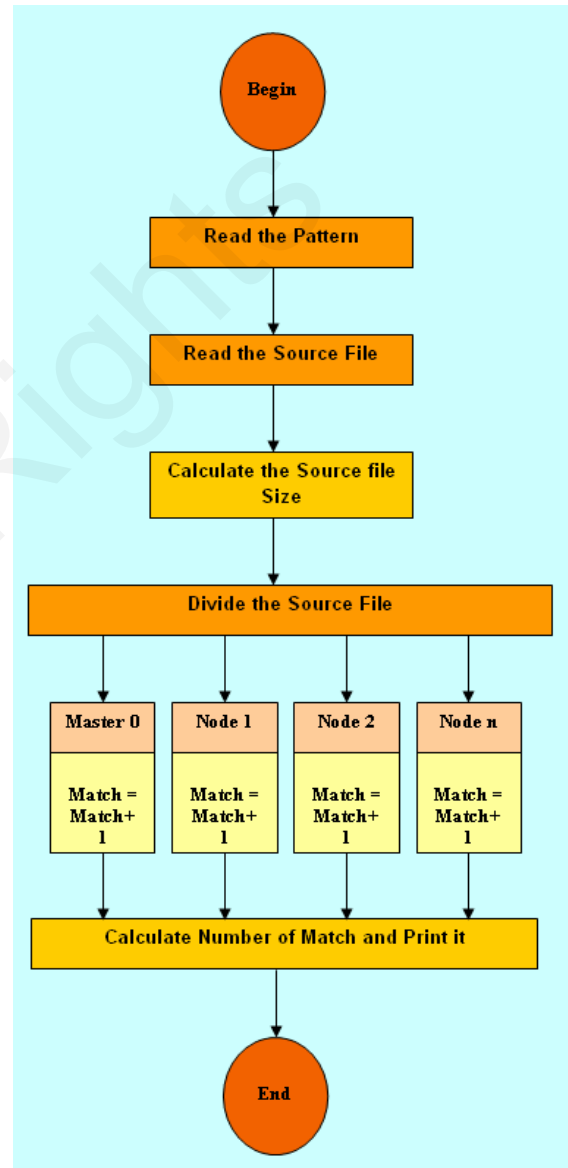 Begin
Read the Pattern
Read the Source File
Calculate the Source file
Size
Divide the Source File
Master 0
Node 1
Node 2
Node n
Match =
Match+
1
Match =
Match+
1
Match =
Match+
1
Match =
Match+
1
Calculate Number of Match and Print it
End
Rights